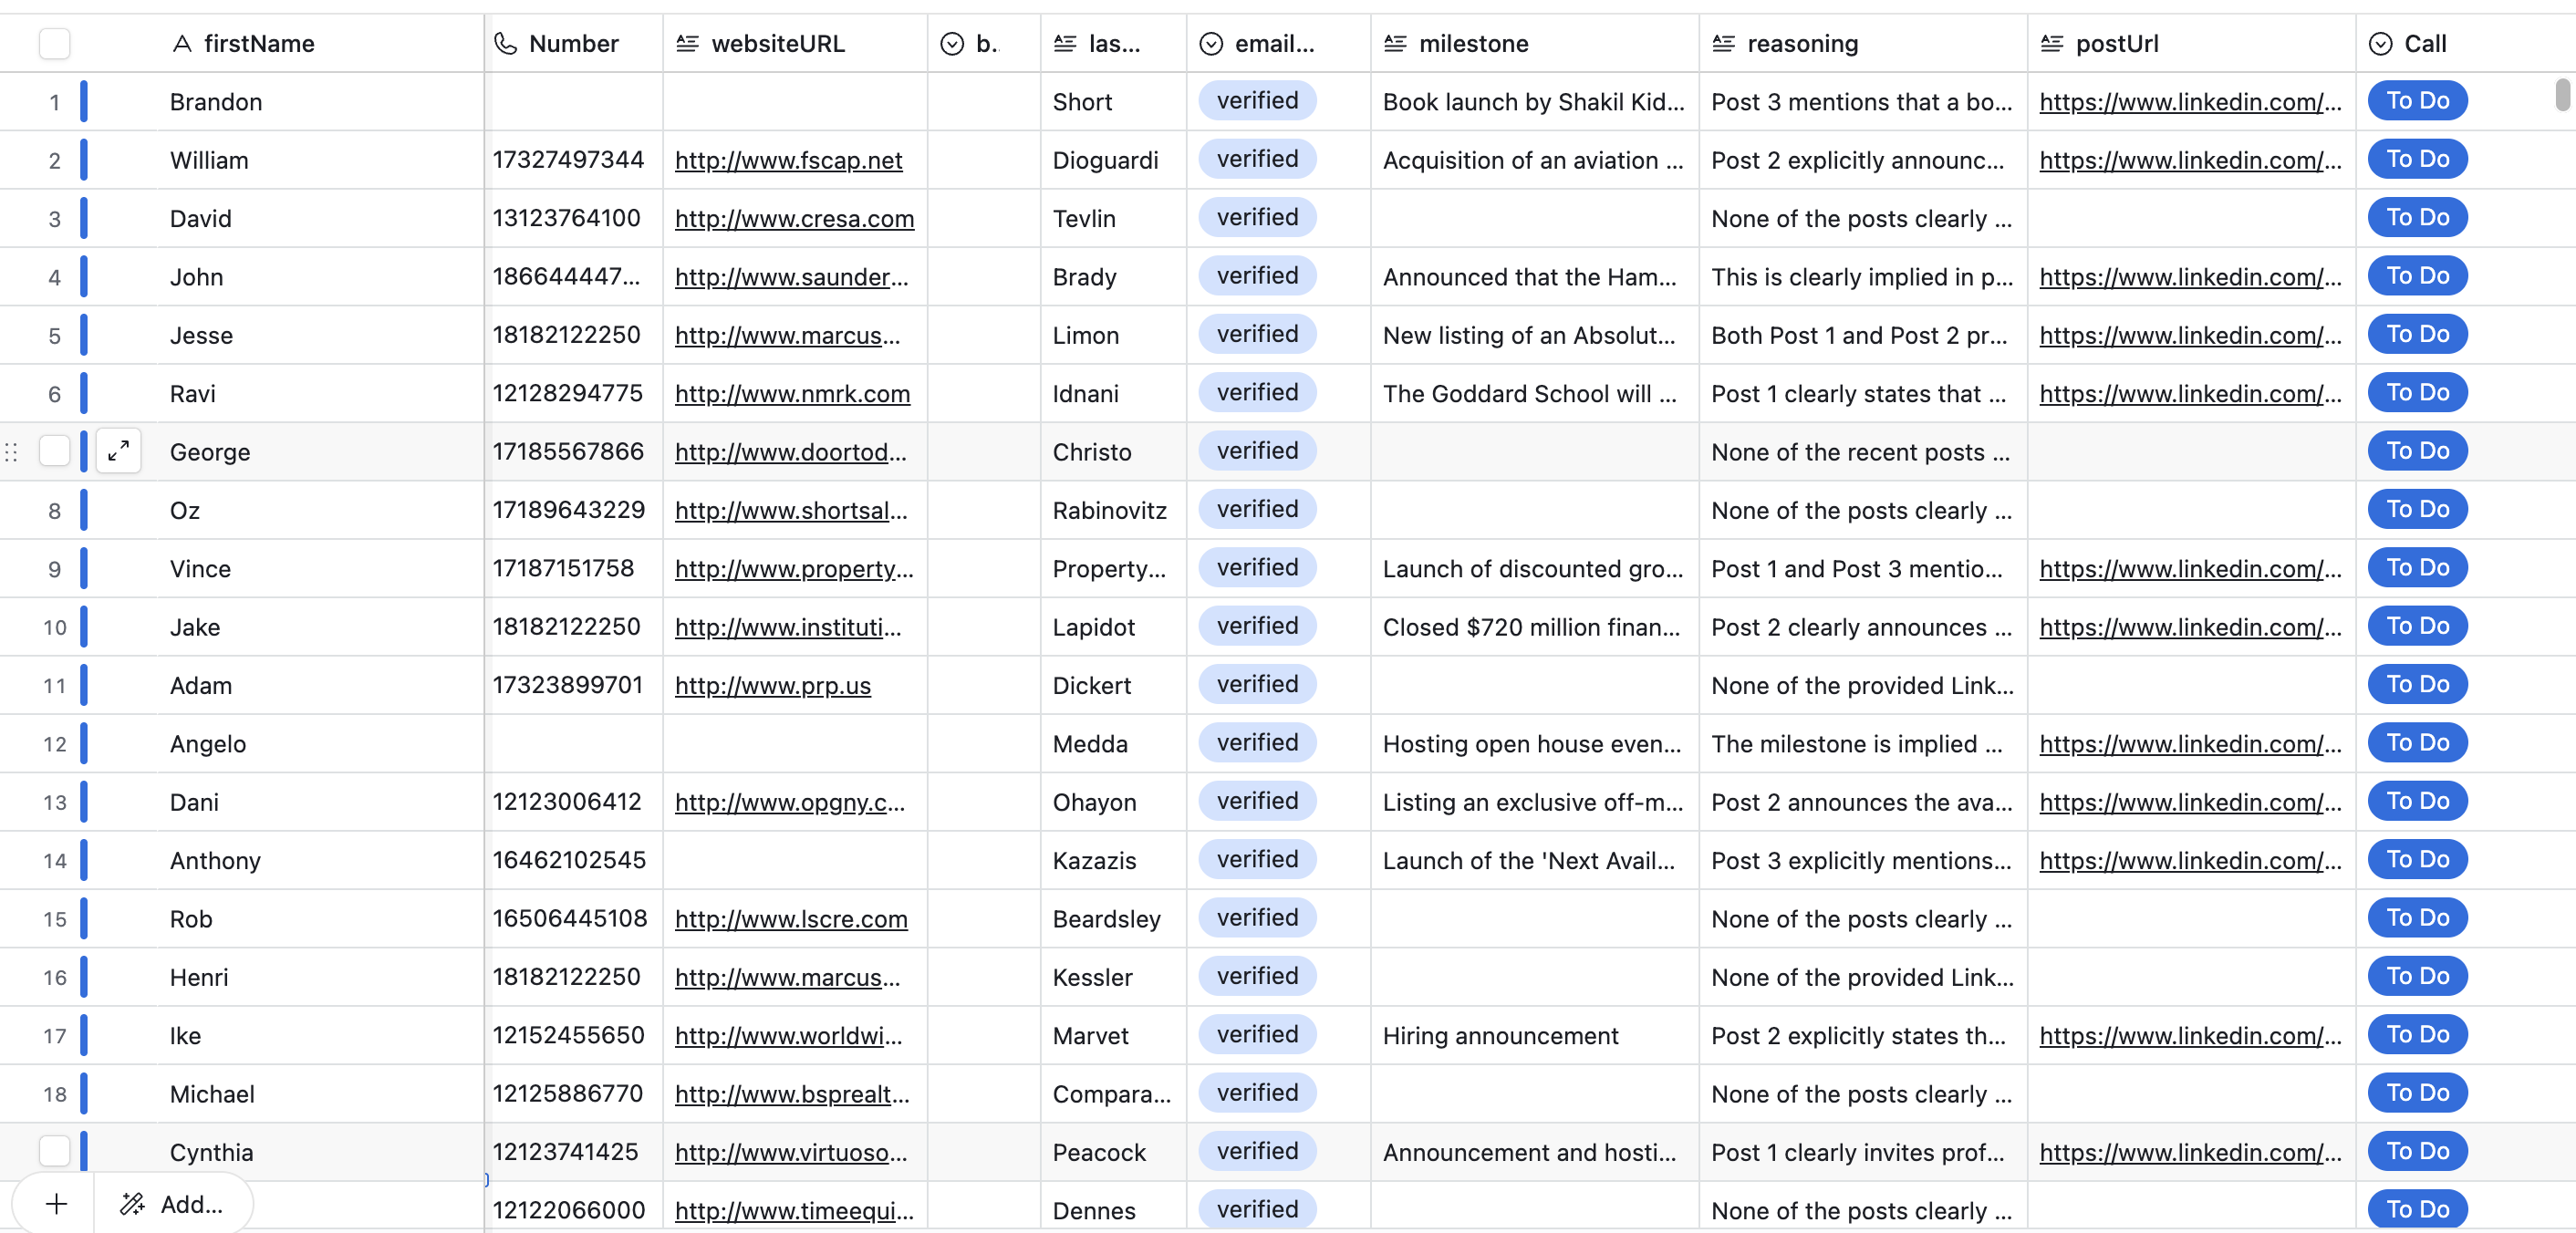 firstName Number websiteURL b. las... email... milestone reasoning postUrl Call
1 Brandon Short verified Book launch by Shakil Kid... Post 3 mentions that a bo... https://www.linkedin.com/... To Do
2 William 17327497344 http://www.fscap.net Dioguardi verified Acquisition of an aviation ... Post 2 explicitly announc... https://www.linkedin.com/... To Do
3 David 13123764100 http://www.cresa.com Tevlin verified None of the posts clearly ... To Do
4 John 186644447... http://www.saunder... Brady verified Announced that the Ham... This is clearly implied in p... https://www.linkedin.com/... To Do
5 Jesse 18182122250 http://www.marcus... Limon verified New listing of an Absolut... Both Post 1 and Post 2 pr... https://www.linkedin.com/... To Do
6 Ravi 12128294775 http://www.nmrk.com Idnani verified The Goddard School will ... Post 1 clearly states that ... https://www.linkedin.com/... To Do
George 17185567866 http://www.doortod... Christo verified None of the recent posts ... To Do
8 Oz 17189643229 http://www.shortsal... Rabinovitz verified None of the posts clearly ... To Do
9 Vince 17187151758 http://www.property... Property... verified Launch of discounted gro... Post 1 and Post 3 mentio... https://www.linkedin.com/... To Do
10 Jake 18182122250 http://www.instituti... Lapidot verified Closed $720 million finan... Post 2 clearly announces ... https://www.linkedin.com/... To Do
11 Adam 17323899701 http://www.prp.us Dickert verified None of the provided Link... To Do
12 Angelo Medda verified Hosting open house even... The milestone is implied ... https://www.linkedin.com/... To Do
13 Dani 12123006412 http://www.opgny.c... Ohayon verified Listing an exclusive off-m... Post 2 announces the ava... https://www.linkedin.com/... To Do
14 Anthony 16462102545 Kazazis verified Launch of the 'Next Avail... Post 3 explicitly mentions... https://www.linkedin.com/... To Do
15 Rob 16506445108 http://www.lscre.com Beardsley verified None of the posts clearly ... To Do
16 Henri 18182122250 http://www.marcus... Kessler verified None of the provided Link... To Do
17 Ike 12152455650 http://www.worldwi... Marvet verified Hiring announcement Post 2 explicitly states th... https://www.linkedin.com/... To Do
18 Michael 12125886770 http://www.bsprealt... Compara... verified None of the posts clearly ... To Do
Cynthia 12123741425 http://www.virtuoso... Peacock verified Announcement and hosti... Post 1 clearly invites prof... https://www.linkedin.com/... To Do
Add... 12122066000 http://www.timeequi... Dennes verified None of the posts clearly ... To Do